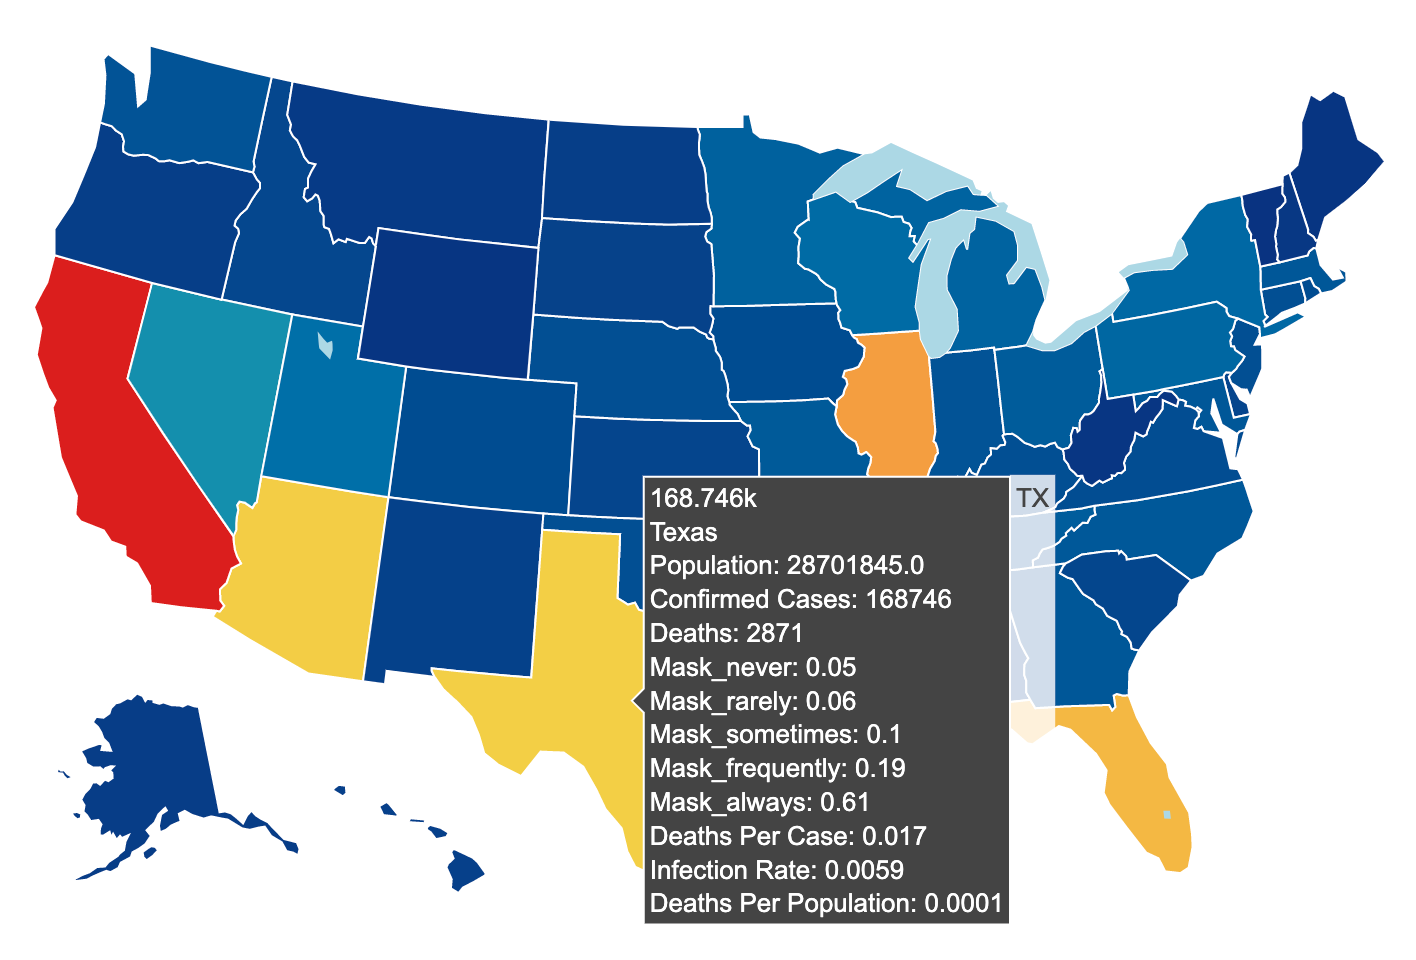 168.746k
TX
Texas
Population: 28701845.0
Confirmed Cases: 168746
Deaths: 2871
Mask_never: 0.05
Mask_rarely: 0.06
Mask_sometimes: 0.1
Mask_frequently: 0.19
Mask_always: 0.61
Deaths Per Case: 0.017
Infection Rate: 0.0059
Deaths Per Population: 0.0001